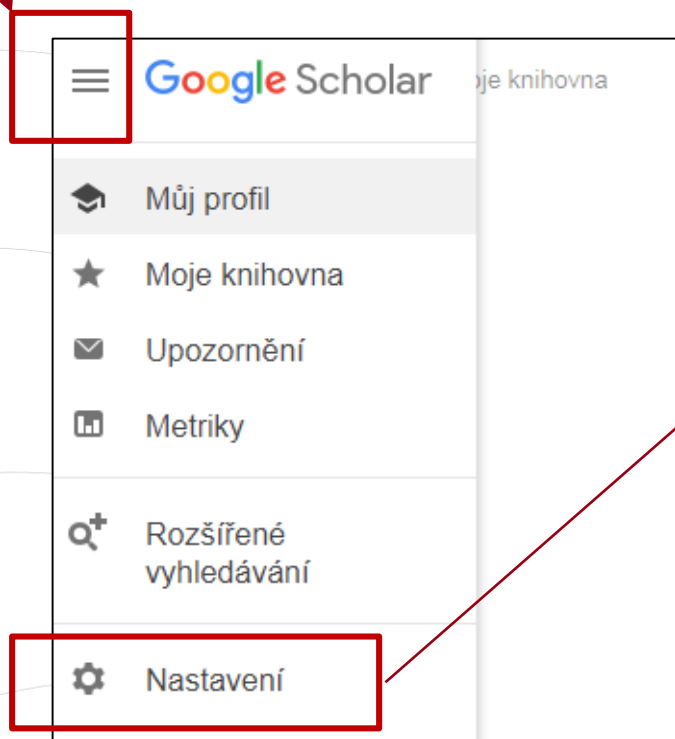 Google Scholar
oje knihovna
Můj profil
Moje knihovna
Upozornění
Metriky
Rozšířené
vyhledávání
Nastavení